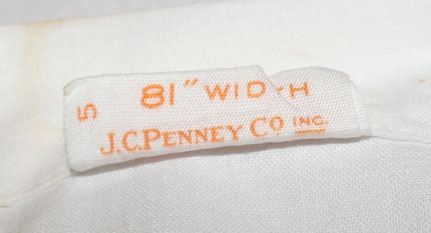 81" WIDTH
5
J.C. PENNEY CO INC.